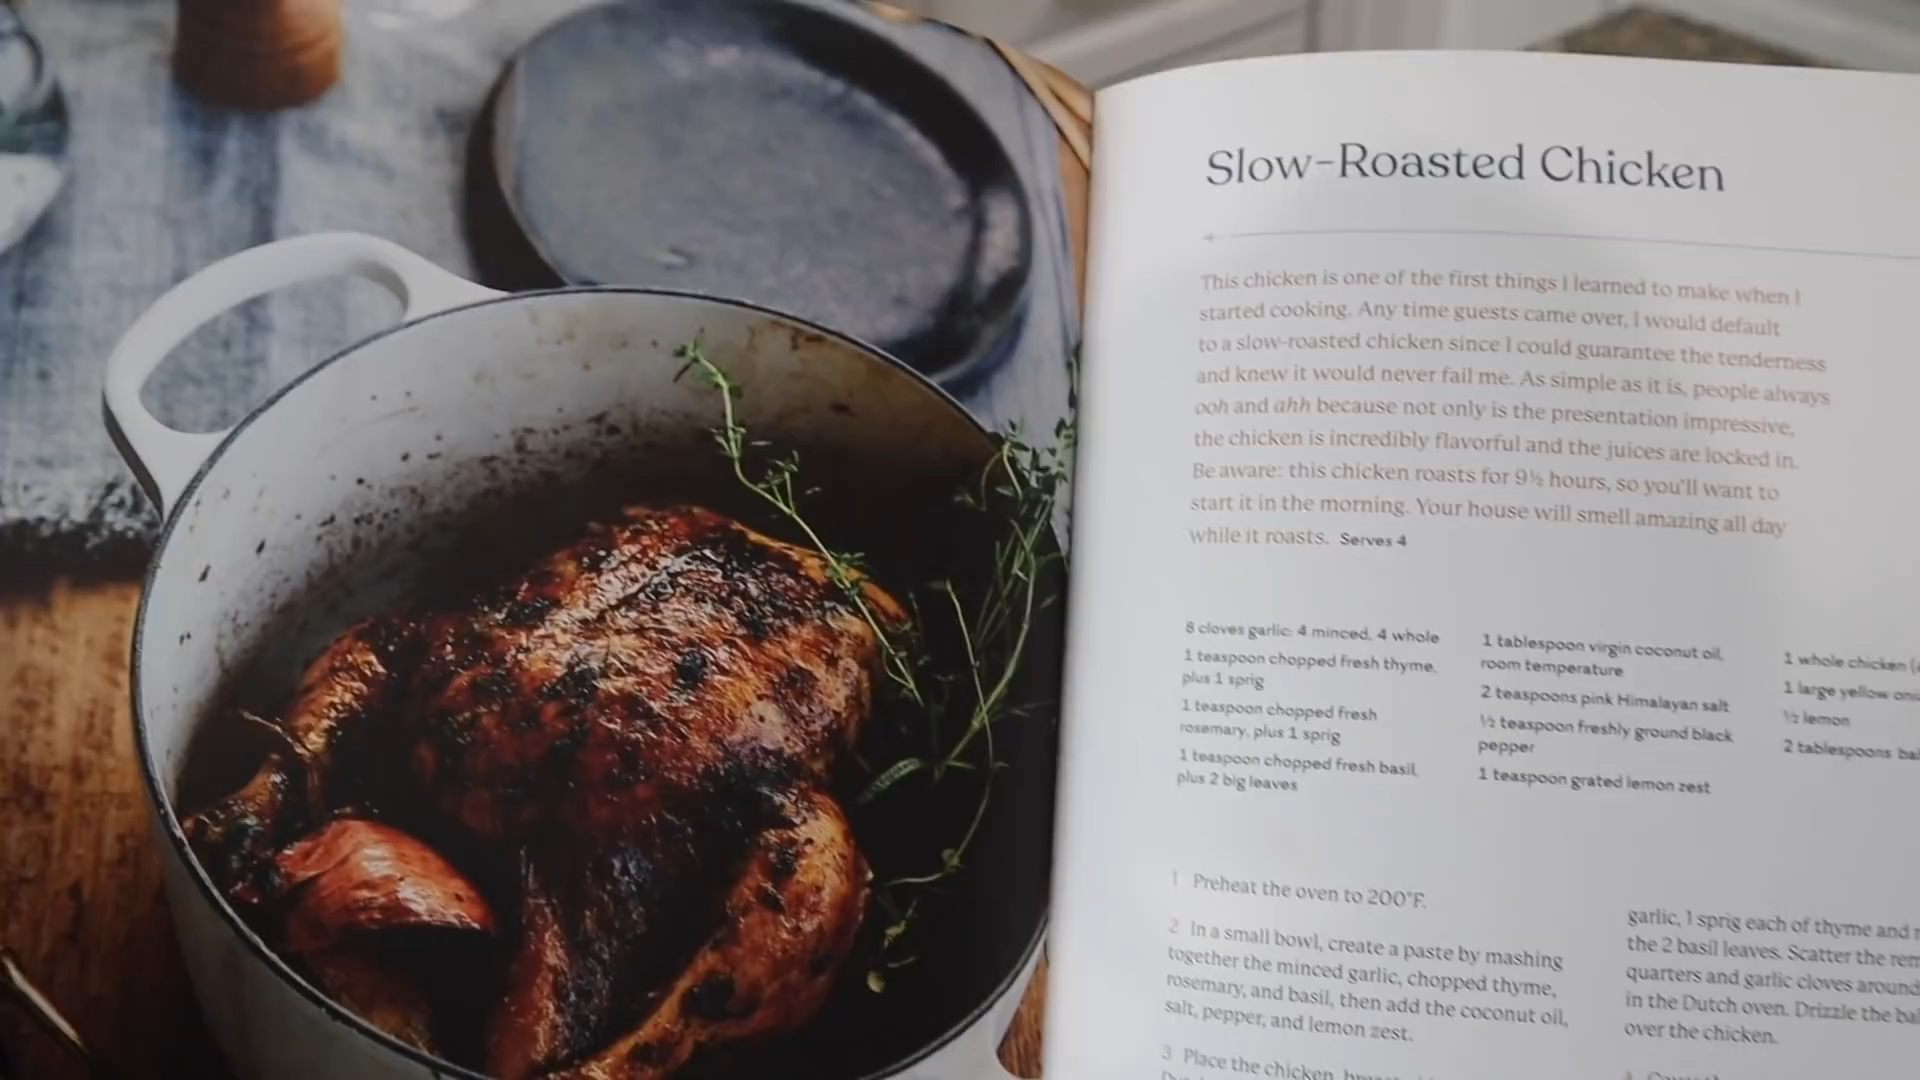 Slow-Roasted Chicken
This chicken is one of the first things I learned to make when I
started cooking. Any time guests came over, I would default
to a slow-roasted chicken since I could guarantee the tenderness
and knew it would never fail me. As simple as it is, people always
ooh and ahh because not only is the presentation impressive,
the chicken is incredibly flavorful and the juices are locked in.
Be aware: this chicken roasts for 9½ hours, so you'll want to
start it in the morning. Your house will smell amazing all day
while it roasts. Serves 4
8 cloves garlic: 4 minced, 4 whole
1 teaspoon chopped fresh thyme,
plus 1 sprig
1 teaspoon chopped fresh
rosemary, plus 1 sprig
1 teaspoon chopped fresh basil,
plus 2 big leaves
1 tablespoon virgin coconut oil,
room temperature
2 teaspoons pink Himalayan salt
½ teaspoon freshly ground black
pepper
1 teaspoon grated lemon zest
1 whole chicken
1 large yellow
½ lemon
2 tablespoons
1 Preheat the oven to 200°F.
2 In a small bowl, create a paste by mashing
together the minced garlic, chopped thyme,
rosemary, and basil, then add the coconut oil,
salt, pepper, and lemon zest.
3 Place the chicken,
garlic, 1 sprig each of thyme and
the 2 basil leaves. Scatter the
quarters and garlic cloves around
in the Dutch oven. Drizzle the
over the chicken.